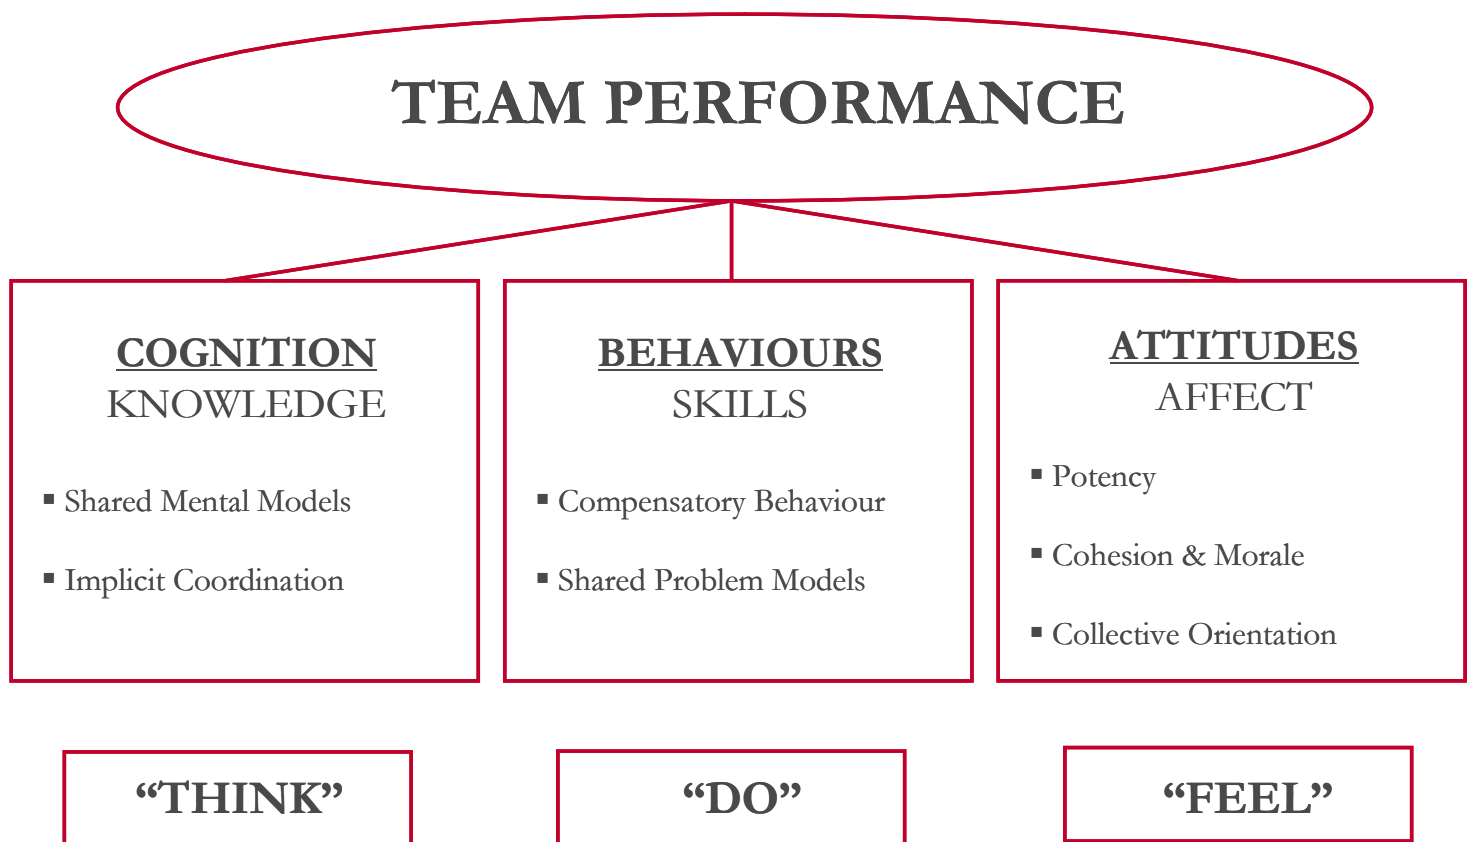 TEAM PERFORMANCE
COGNITION
KNOWLEDGE
▪ Shared Mental Models
▪ Implicit Coordination
BEHAVIOURS
SKILLS
▪ Compensatory Behaviour
▪ Shared Problem Models
ATTITUDES
AFFECT
▪ Potency
▪ Cohesion & Morale
▪ Collective Orientation
“THINK”
“DO”
“FEEL”